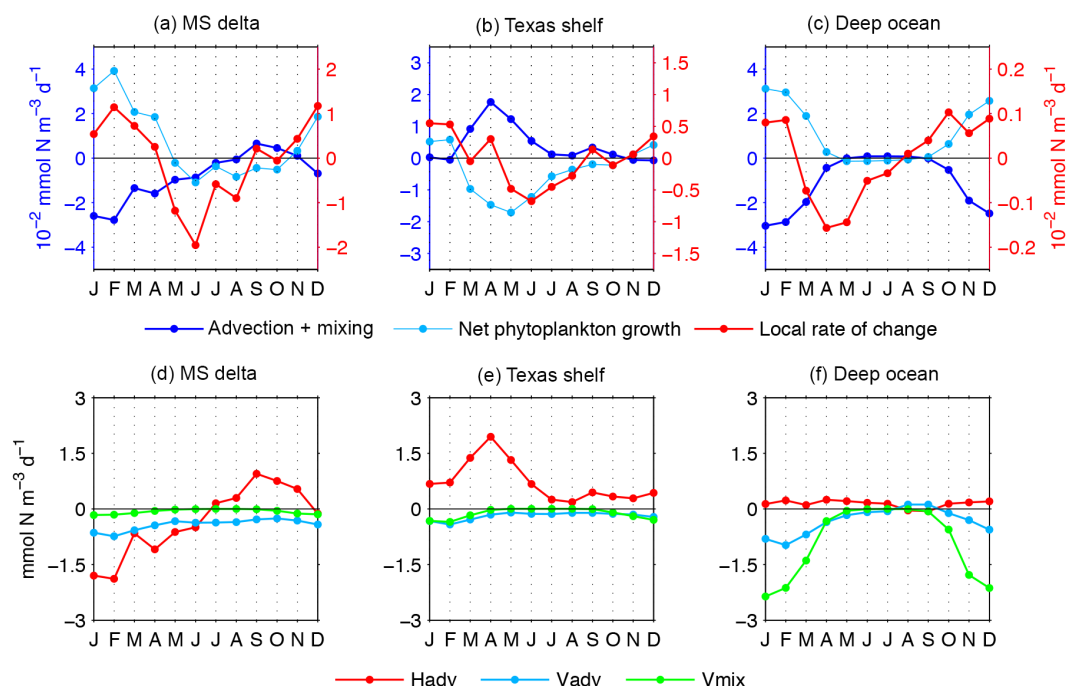 (a) MS delta
(b) Texas shelf
(c) Deep ocean
10⁻² mmol N m⁻³ d⁻¹
4
2
0
−2
−4
2
1
0
−1
−2
3
2
1
0
−1
−2
−3
1.5
1
0.5
0
−0.5
−1
−1.5
4
2
0
−2
−4
0.2
0.1
0
−0.1
−0.2
10⁻² mmol N m⁻³ d⁻¹
J F M A M J J A S O N D
J F M A M J J A S O N D
J F M A M J J A S O N D
Advection + mixing Net phytoplankton growth Local rate of change
(d) MS delta
(e) Texas shelf
(f) Deep ocean
mmol N m⁻³ d⁻¹
3
1.5
0
−1.5
−3
3
1.5
0
−1.5
−3
3
1.5
0
−1.5
−3
J F M A M J J A S O N D
J F M A M J J A S O N D
J F M A M J J A S O N D
Hadv Vadv Vmix